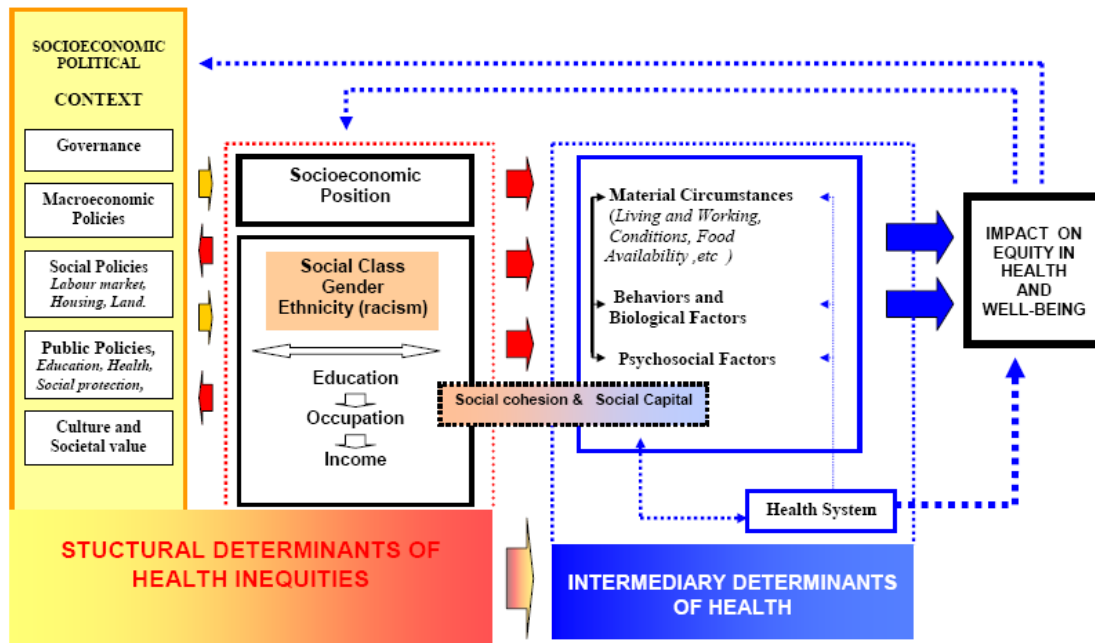 SOCIOECONOMIC
POLITICAL
CONTEXT
Governance
Macroeconomic
Policies
Social Policies
Labour market,
Housing, Land.
Public Policies,
Education, Health,
Social protection,
Culture and
Societal value
Socioeconomic
Position
Social Class
Gender
Ethnicity (racism)
Education
Occupation
Income
Social cohesion & Social Capital
Material Circumstances
(Living and Working,
Conditions, Food
Availability ,etc )
Behaviors and
Biological Factors
Psychosocial Factors
Health System
IMPACT ON
EQUITY IN
HEALTH
AND
WELL-BEING
STUCTURAL DETERMINANTS OF
HEALTH INEQUITIES
INTERMEDIARY DETERMINANTS
OF HEALTH